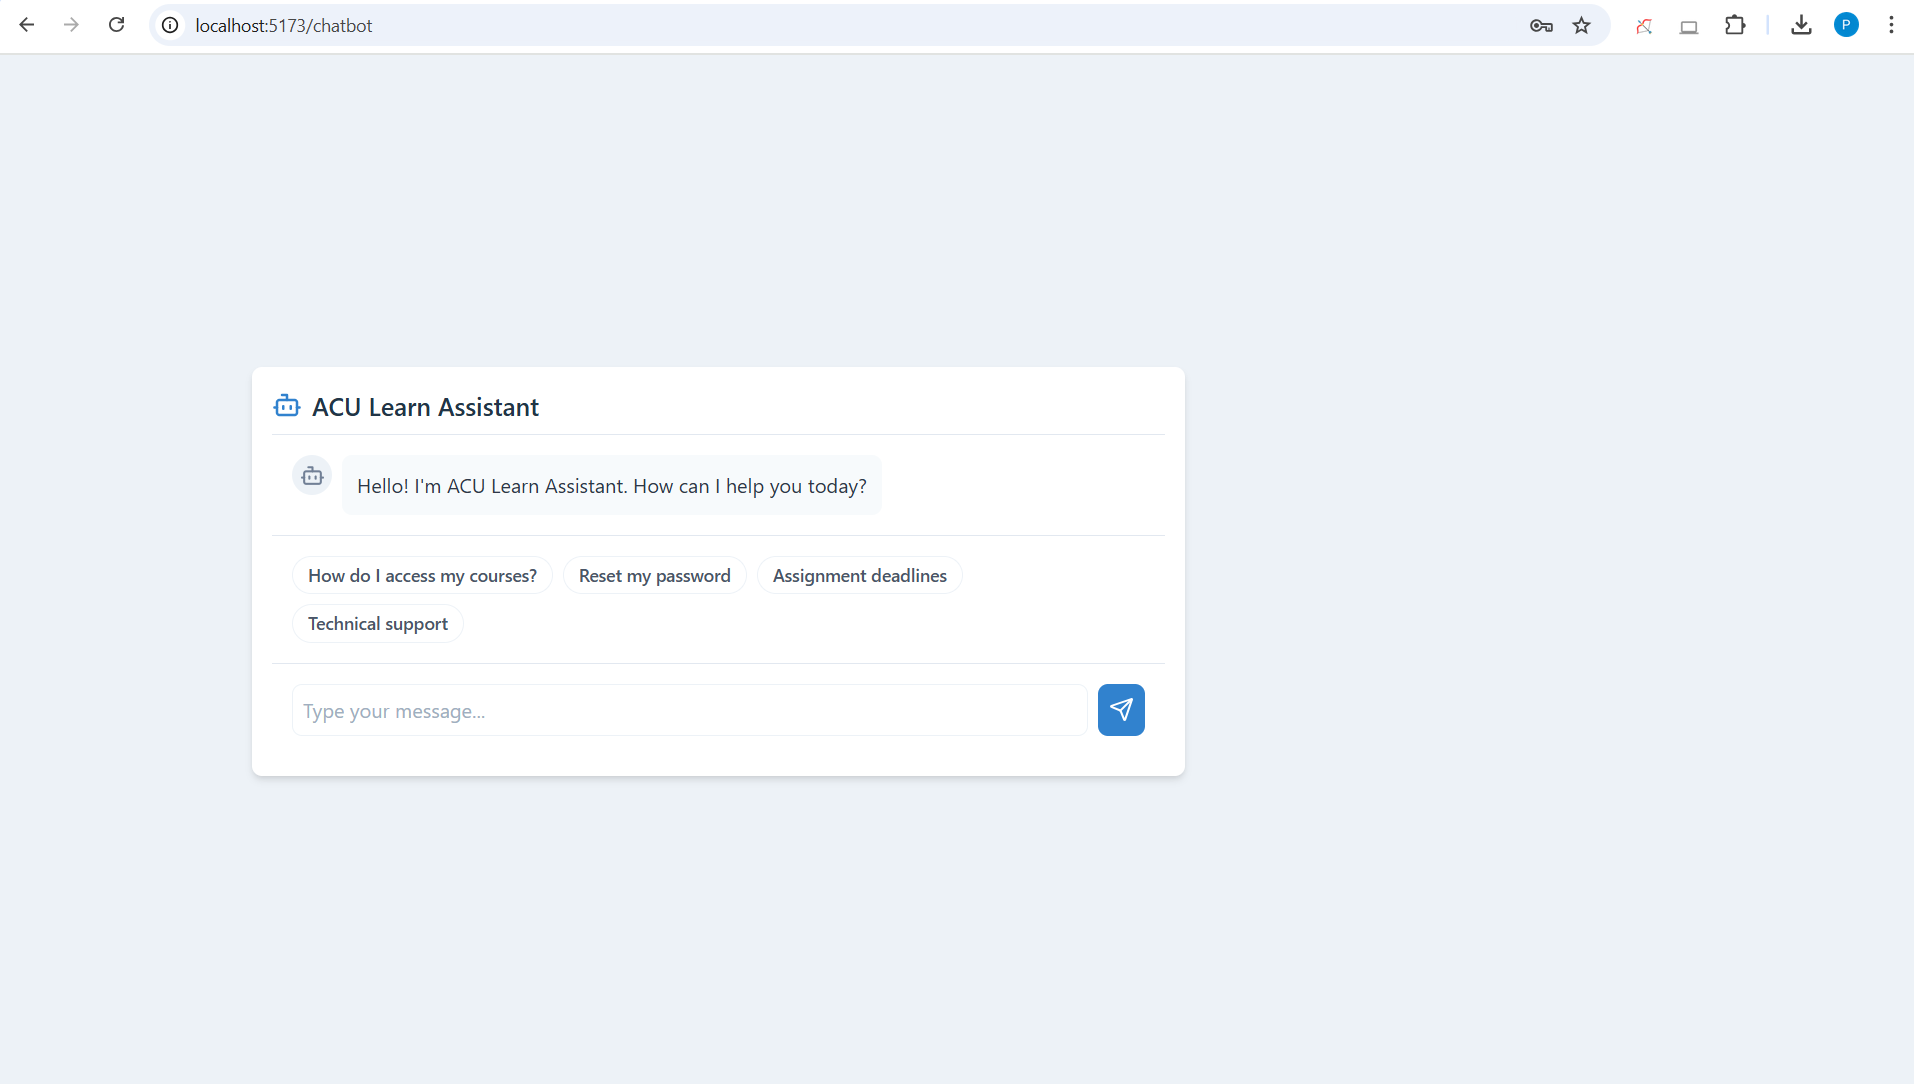 localhost:5173/chatbot
P
ACU Learn Assistant
Hello! I'm ACU Learn Assistant. How can I help you today?
How do I access my courses? Reset my password Assignment deadlines
Technical support
Type your message...